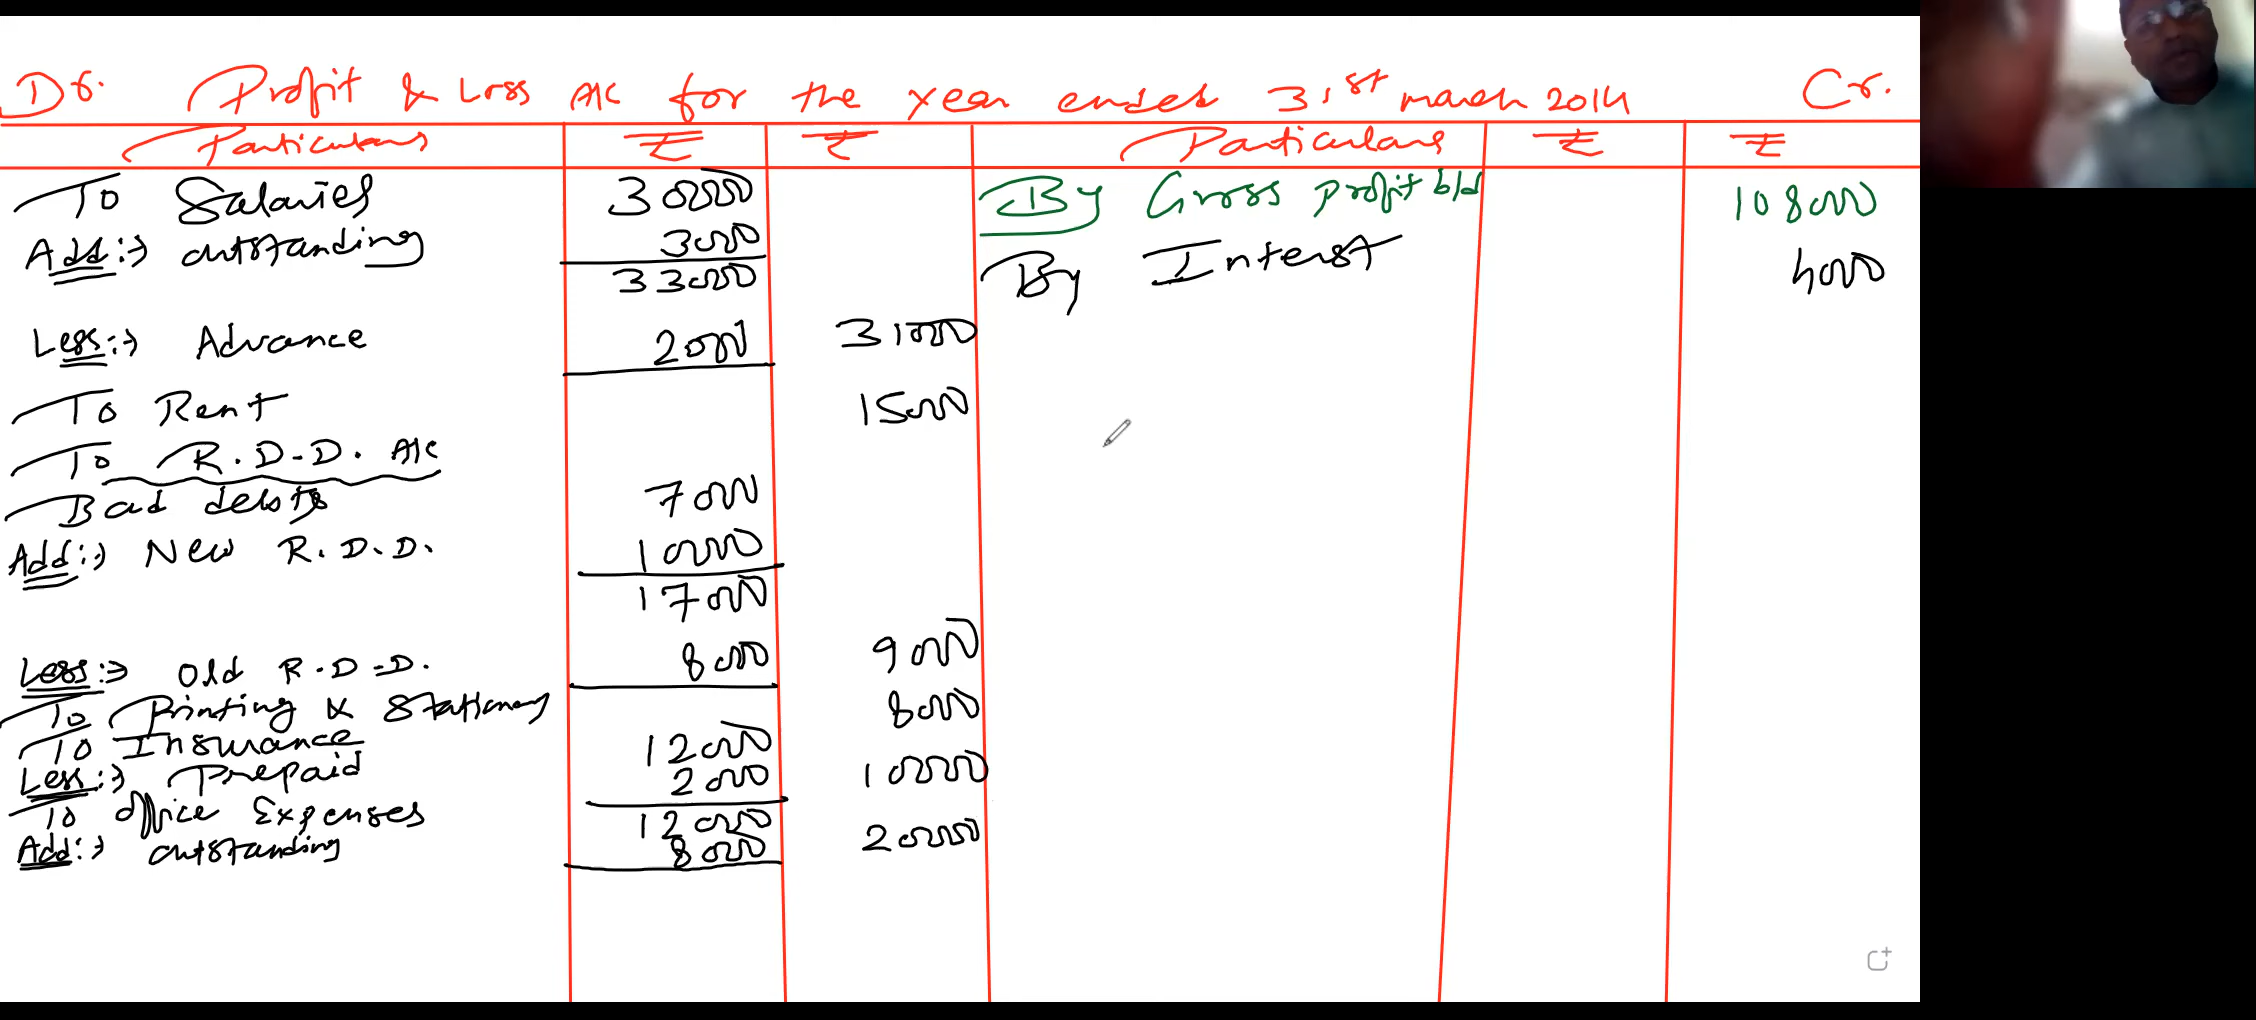 Dr. Profit & Loss A/c for the year ended 31st march 2014 Cr.
Particulars ₹ ₹ Particulars ₹ ₹
To Salaries 30000 By Gross profit b/d 108000
Add:→ outstanding 3000 By Interest 4000
33000
Less:→ Advance 2000 31000
To Rent 15000
To R.D.D. A/c
Bad debts 7000
Add:→ New R.D.D. 10000
17000
Less:→ Old R.D.D. 8000 9000
To Printing & Stationery 8000
To Insurance 12000
Less:→ Prepaid 2000 10000
To Office Expenses 12000
Add:→ outstanding 8000 20000